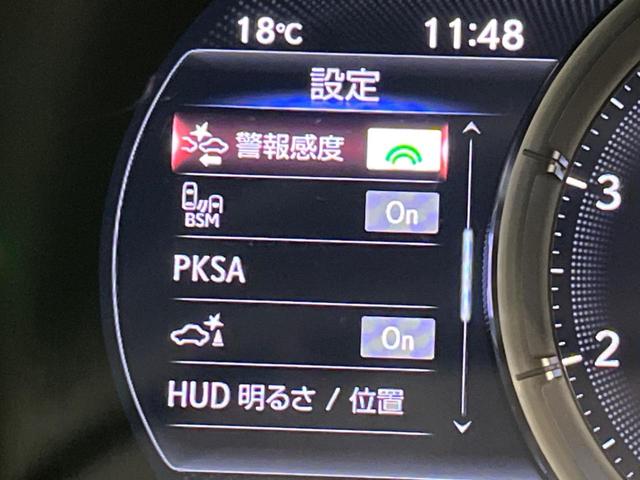 18℃ 11:48
設定
警報感度
BSM On
PKSA
On
HUD 明るさ / 位置
3
2